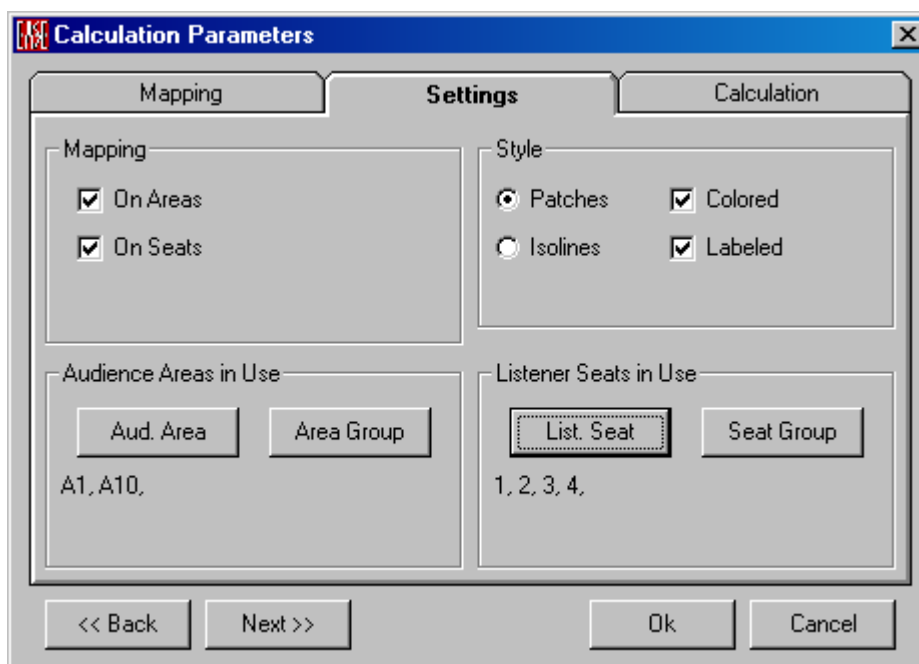 EASE Calculation Parameters
Mapping Settings Calculation
Mapping
On Areas
On Seats
Style
Patches Colored
Isolines Labeled
Audience Areas in Use
Aud. Area Area Group
A1, A10,
Listener Seats in Use
List. Seat Seat Group
1, 2, 3, 4,
<< Back Next >> Ok Cancel